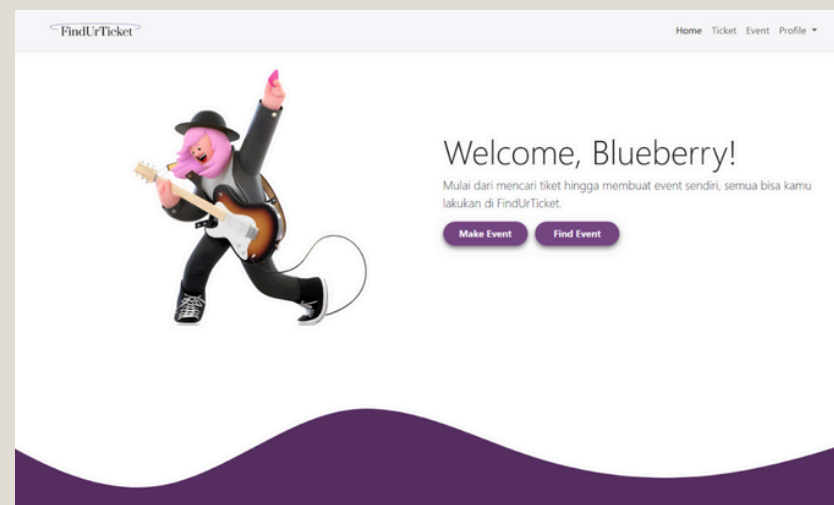 FindUrTicket
Home Ticket Event Profile
Welcome, Blueberry!
Mulai dari mencari tiket hingga membuat event sendiri, semua bisa kamu
lakukan di FindUrTicket.
Make Event Find Event